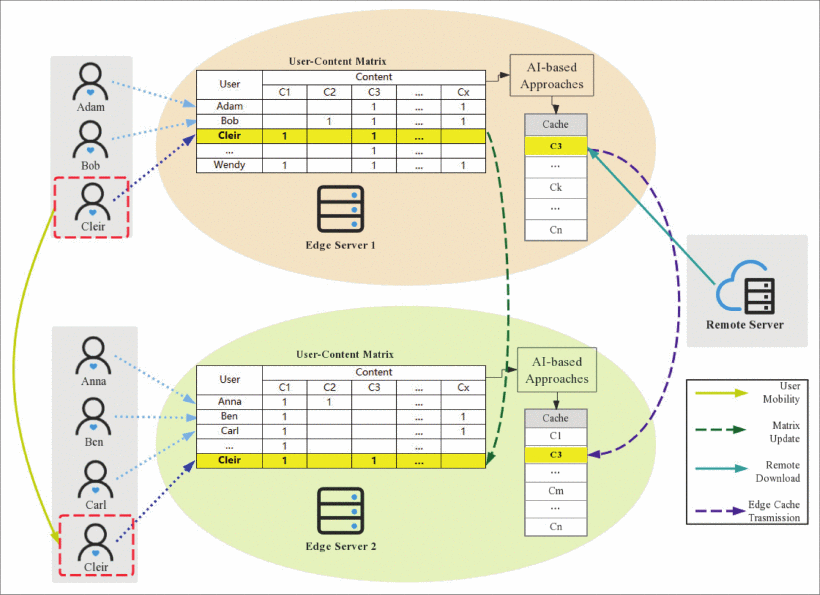 Adam
Bob
Cleir
User-Content Matrix
User Content
C1 C2 C3 ... Cx
Adam 1 ... 1
Bob 1 1 ... 1
Cleir 1 1 ...
... 1 ...
Wendy 1 1 ... 1
Edge Server 1
AI-based
Approaches
Cache
C3
...
Ck
...
Cn
Remote Server
Anna
Ben
Carl
Cleir
User-Content Matrix
User Content
C1 C2 C3 ... Cx
Anna 1 1 ...
Ben 1 ... 1
Carl 1 ... 1
... 1
Cleir 1 1 ...
Edge Server 2
AI-based
Approaches
Cache
C1
C3
...
Cm
...
Cn
User
Mobility
Matrix
Update
Remote
Download
Edge Cache
Trasmission